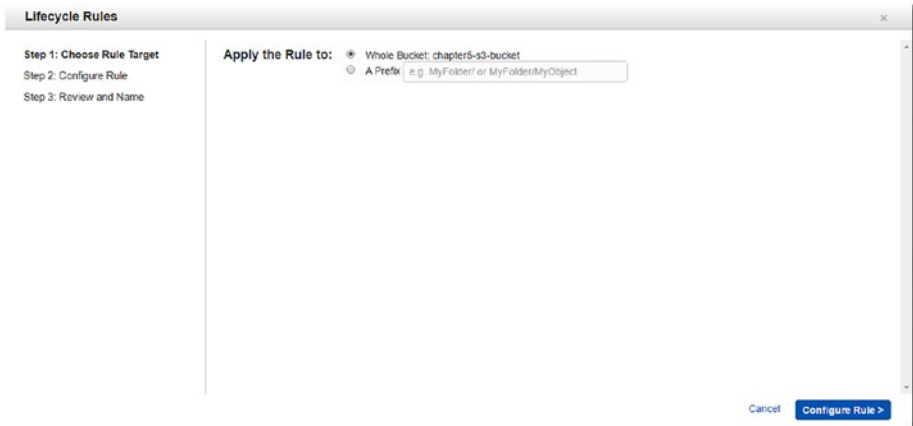 Lifecycle Rules
×
Step 1: Choose Rule Target
Step 2: Configure Rule
Step 3: Review and Name
Apply the Rule to:
Whole Bucket: chapter5-s3-bucket
A Prefix e.g. MyFolder/ or MyFolder/MyObject
Cancel
Configure Rule >